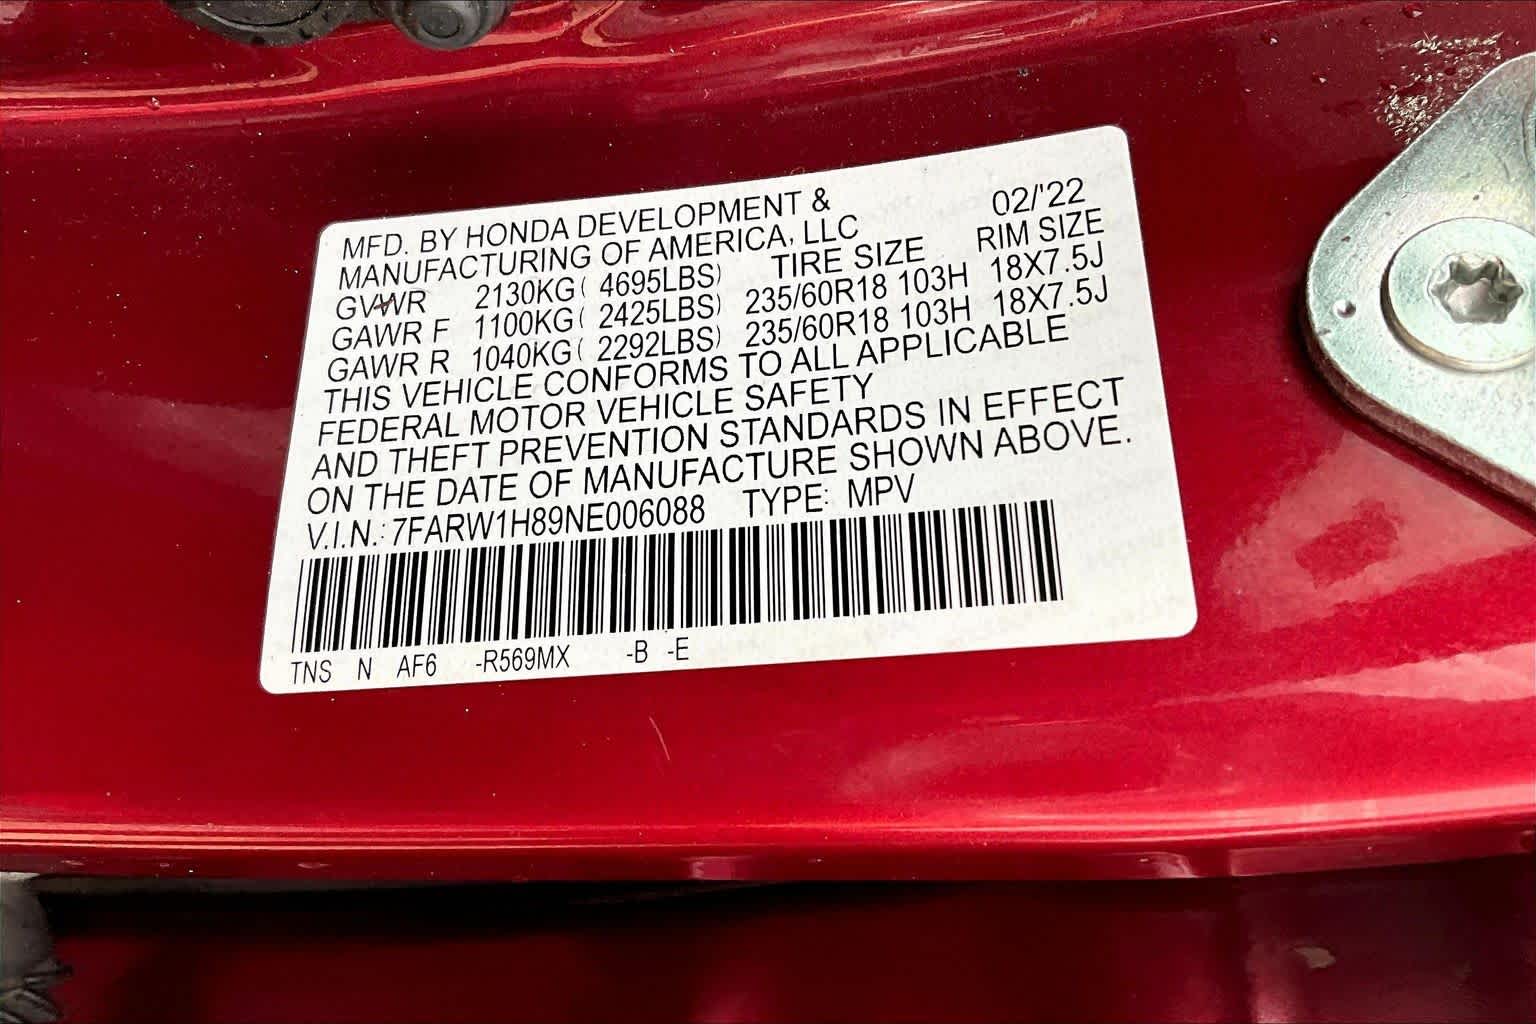 MFD. BY HONDA DEVELOPMENT & 02/'22
MANUFACTURING OF AMERICA, LLC RIM SIZE
GVWR 2130KG( 4695LBS) TIRE SIZE
GAWR F 1100KG( 2425LBS) 235/60R18 103H 18X7.5J
GAWR R 1040KG( 2292LBS) 235/60R18 103H 18X7.5J
THIS VEHICLE CONFORMS TO ALL APPLICABLE
FEDERAL MOTOR VEHICLE SAFETY
AND THEFT PREVENTION STANDARDS IN EFFECT
ON THE DATE OF MANUFACTURE SHOWN ABOVE.
V.I.N.: 7FARW1H89NE006088 TYPE: MPV
TNS N AF6 -R569MX -B -E